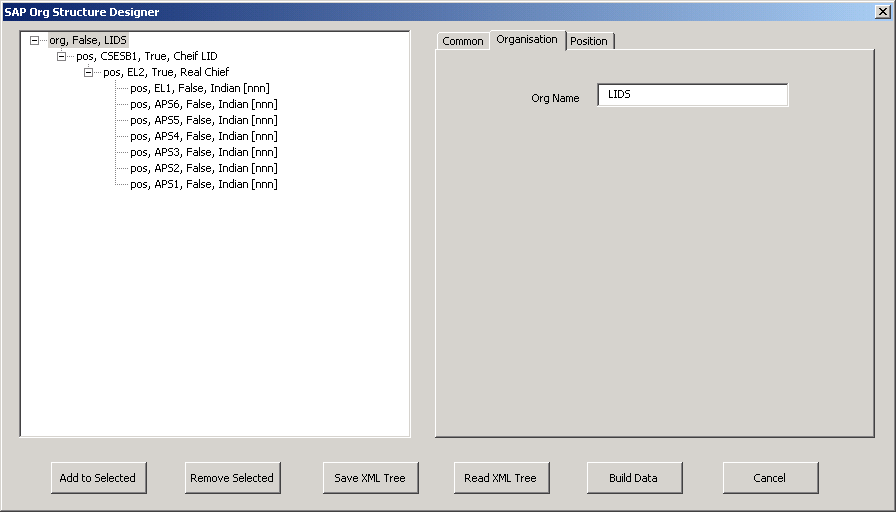 SAP Org Structure Designer
org, False, LIDS
pos, CSESB1, True, Cheif LID
pos, EL2, True, Real Chief
pos, EL1, False, Indian [nnn]
pos, APS6, False, Indian [nnn]
pos, APS5, False, Indian [nnn]
pos, APS4, False, Indian [nnn]
pos, APS3, False, Indian [nnn]
pos, APS2, False, Indian [nnn]
pos, APS1, False, Indian [nnn]
Common Organisation Position
Org Name LIDS
Add to Selected Remove Selected Save XML Tree Read XML Tree Build Data Cancel